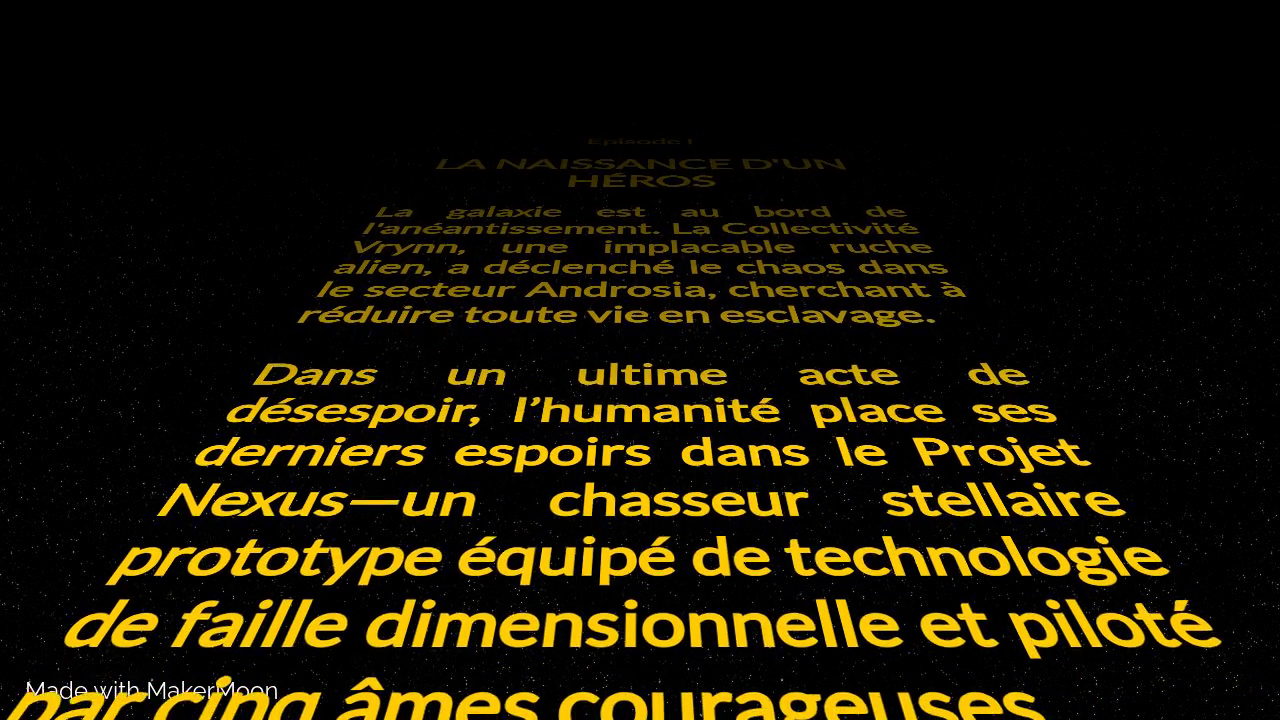 Episode I
LA NAISSANCE D'UN
HÉROS
La galaxie est au bord de
l'anéantissement. La Collectivité
Vrynn, une implacable ruche
alien, a déclenché le chaos dans
le secteur Androsia, cherchant à
réduire toute vie en esclavage.
Dans un ultime acte de
désespoir, l’humanité place ses
derniers espoirs dans le Projet
Nexus—un chasseur stellaire
prototype équipé de technologie
de faille dimensionnelle et piloté
par cinq âmes courageuses
Made with MakerMoon